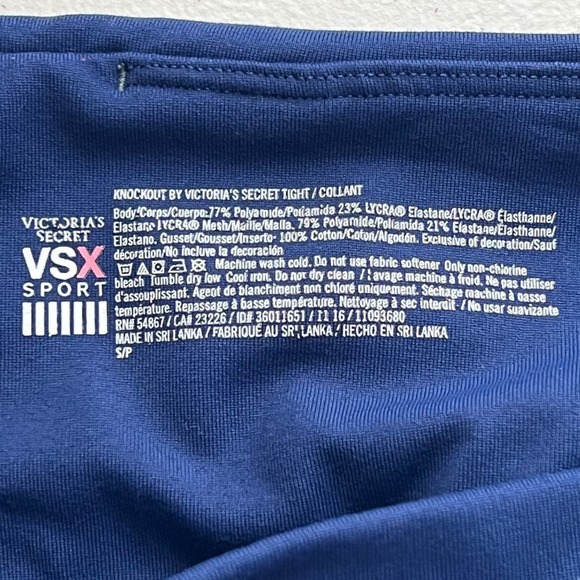 VICTORIA'S
SECRET
VSX
SPORT
KNOCKOUT BY VICTORIA'S SECRET TIGHT / COLLANT
Body/Corps/Cuerpo: 77% Polyamide/Poliamida 23% LYCRA® Elastane/LYCRA® Élasthanne/
Elastano LYCRA® Mesh/Maille/Malla. 79% Polyamide/Poliamida 21% Elastane/Élasthanne/
Elastano. Gusset/Gousset/Inserto- 100% Cotton/Coton/Algodón. Exclusive of decoration/Sauf
décoration/No incluye la decoración
Machine wash cold. Do not use fabric softener Only non-chlorine
bleach Tumble dry low Cool iron. Do not dry clean / Lavage machine à froid. Ne pas utiliser
d'assouplissant. Agent de blanchiment non chloré uniquement. Séchage machine à basse
température. Repassage à basse température. Nettoyage à sec interdit / No usar suavizante
RN# 54867 / CA# 23226 / ID# 36011651 / 11 16 / 11093680
MADE IN SRI LANKA / FABRIQUÉ AU SRI LANKA / HECHO EN SRI LANKA
S/P